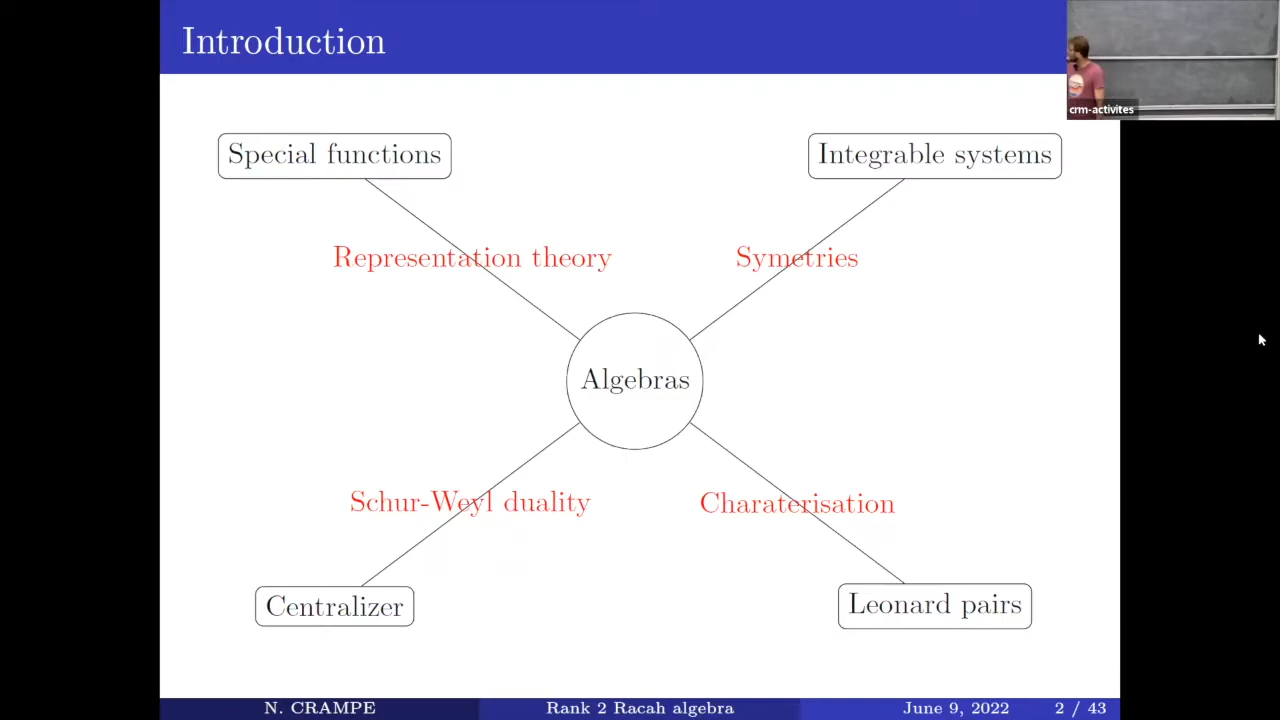 Introduction
crm-activites
Special functions
Integrable systems
Representation theory
Symetries
Algebras
Schur-Weyl duality
Charaterisation
Centralizer
Leonard pairs
N. CRAMPE
Rank 2 Racah algebra
June 9, 2022
2 / 43